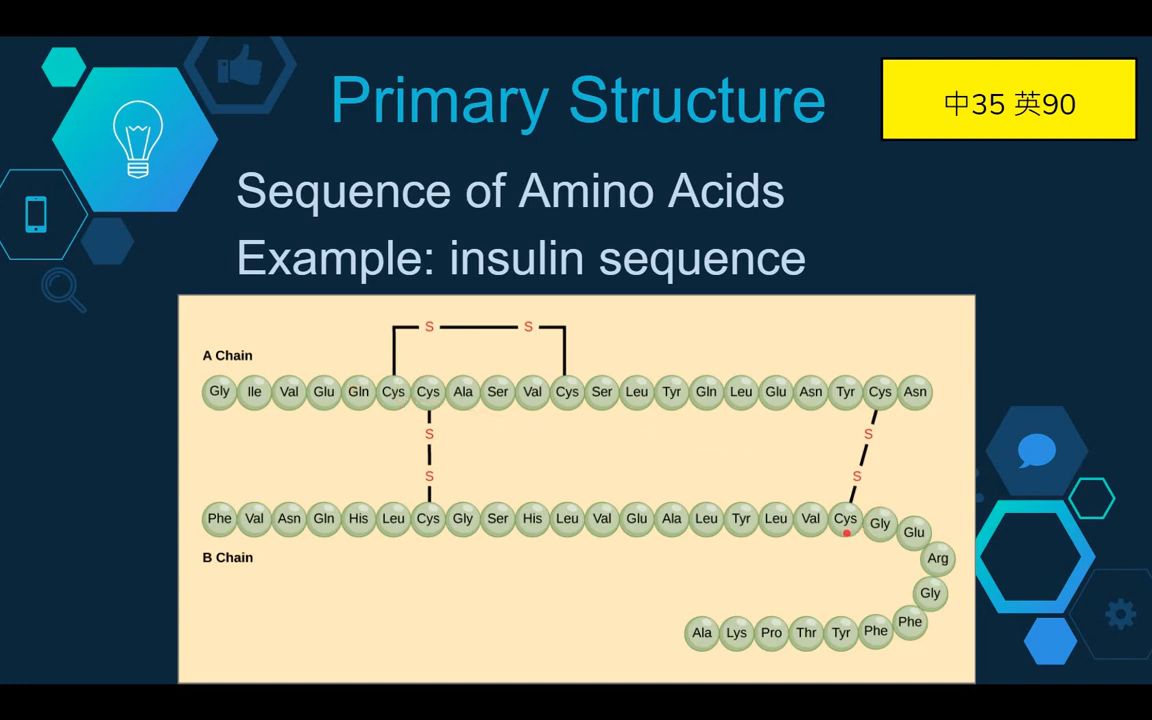 Primary Structure
中35 英90
Sequence of Amino Acids
Example: insulin sequence
S S
A Chain
Gly Ile Val Glu Gln Cys Cys Ala Ser Val Cys Ser Leu Tyr Gln Leu Glu Asn Tyr Cys Asn
S S
S S
Phe Val Asn Gln His Leu Cys Gly Ser His Leu Val Glu Ala Leu Tyr Leu Val Cys Gly Glu
B Chain
Arg
Gly
Ala Lys Pro Thr Tyr Phe Phe